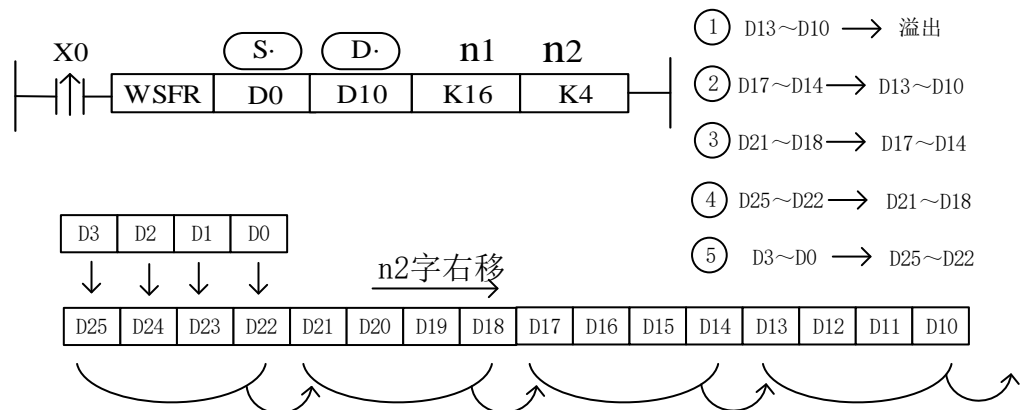 X0 S· D· n1 n2
WSFR D0 D10 K16 K4
① D13～D10 → 溢出
② D17～D14 → D13～D10
③ D21～D18 → D17～D14
④ D25～D22 → D21～D18
⑤ D3～D0 → D25～D22
D3 D2 D1 D0
n2字右移
D25 D24 D23 D22 D21 D20 D19 D18 D17 D16 D15 D14 D13 D12 D11 D10